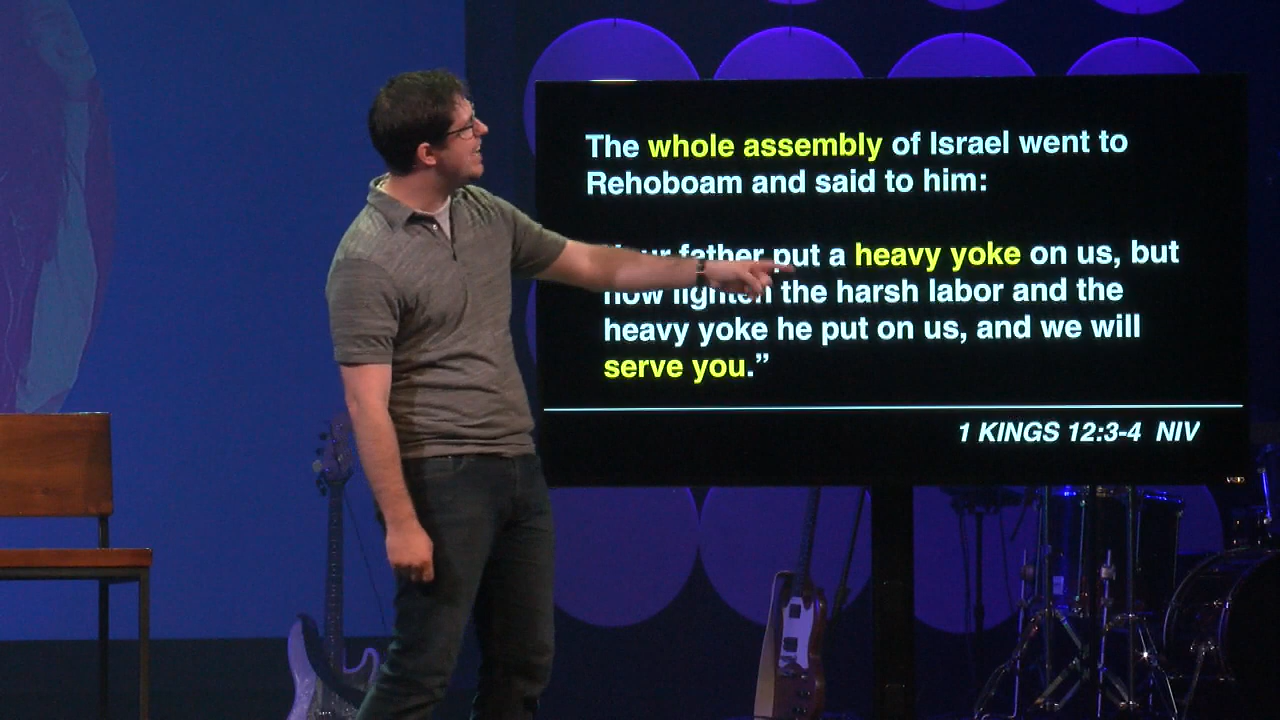 The whole assembly of Israel went to
Rehoboam and said to him:
father put a heavy yoke on us, but
now lighten the harsh labor and the
heavy yoke he put on us, and we will
serve you.”
1 KINGS 12:3-4 NIV